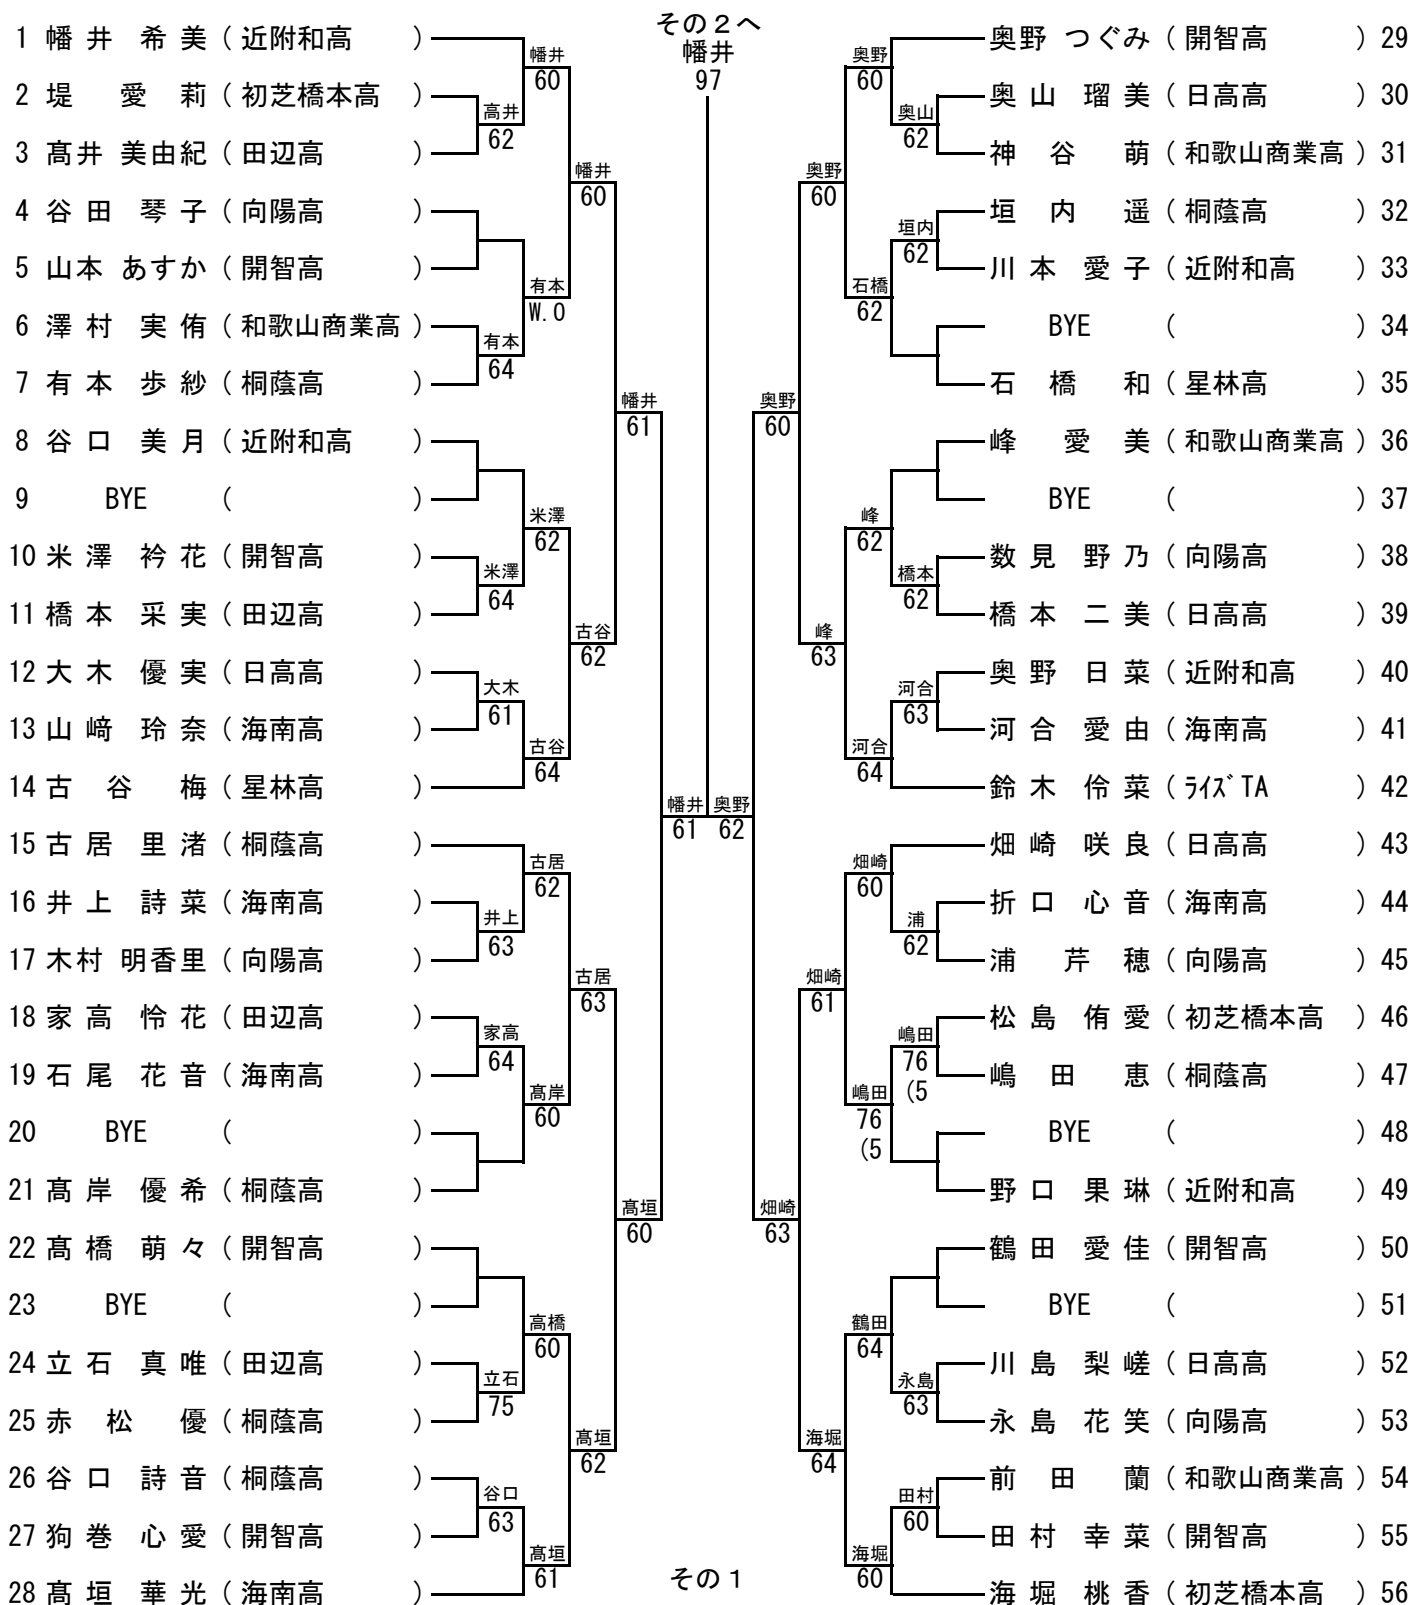 その2へ
幡井
97
1 幡井 希美 ( 近附和高 )
2 堤 愛莉 ( 初芝橋本高 )
3 髙井 美由紀 ( 田辺高 )
4 谷田 琴子 ( 向陽高 )
5 山本 あすか ( 開智高 )
6 澤村 実侑 ( 和歌山商業高 )
7 有本 歩紗 ( 桐蔭高 )
8 谷口 美月 ( 近附和高 )
9 BYE ( )
10 米澤 衿花 ( 開智高 )
11 橋本 采実 ( 田辺高 )
12 大木 優実 ( 日高高 )
13 山﨑 玲奈 ( 海南高 )
14 古谷 梅 ( 星林高 )
15 古居 里渚 ( 桐蔭高 )
16 井上 詩菜 ( 海南高 )
17 木村 明香里 ( 向陽高 )
18 家高 怜花 ( 田辺高 )
19 石尾 花音 ( 海南高 )
20 BYE ( )
21 髙岸 優希 ( 桐蔭高 )
22 髙橋 萌々 ( 開智高 )
23 BYE ( )
24 立石 真唯 ( 田辺高 )
25 赤松 優 ( 桐蔭高 )
26 谷口 詩音 ( 桐蔭高 )
27 狗巻 心愛 ( 開智高 )
28 髙垣 華光 ( 海南高 )
高井
62
有本
64
米澤
64
大木
61
井上
63
家高
64
立石
75
谷口
63
幡井
60
有本
W.O
米澤
62
古谷
64
古居
62
髙岸
60
高橋
60
髙垣
61
幡井
60
古谷
62
古居
63
髙垣
62
幡井
61
髙垣
60
幡井
61
奥野
62
奥野
60
畑崎
63
奥野
60
峰
63
畑崎
61
海堀
64
奥野
60
石橋
62
峰
62
河合
64
畑崎
60
嶋田
76
(5
鶴田
64
海堀
60
奥山
62
垣内
62
橋本
62
河合
63
浦
62
嶋田
76
(5
永島
63
田村
60
奥野 つぐみ ( 開智高 ) 29
奥山 瑠美 ( 日高高 ) 30
神谷 萌 ( 和歌山商業高 ) 31
垣内 遥 ( 桐蔭高 ) 32
川本 愛子 ( 近附和高 ) 33
BYE ( ) 34
石橋 和 ( 星林高 ) 35
峰 愛美 ( 和歌山商業高 ) 36
BYE ( ) 37
数見 野乃 ( 向陽高 ) 38
橋本 二美 ( 日高高 ) 39
奥野 日菜 ( 近附和高 ) 40
河合 愛由 ( 海南高 ) 41
鈴木 伶菜 ( ﾗｲｽﾞTA ) 42
畑崎 咲良 ( 日高高 ) 43
折口 心音 ( 海南高 ) 44
浦 芹穂 ( 向陽高 ) 45
松島 侑愛 ( 初芝橋本高 ) 46
嶋田 恵 ( 桐蔭高 ) 47
BYE ( ) 48
野口 果琳 ( 近附和高 ) 49
鶴田 愛佳 ( 開智高 ) 50
BYE ( ) 51
川島 梨嵯 ( 日高高 ) 52
永島 花笑 ( 向陽高 ) 53
前田 蘭 ( 和歌山商業高 ) 54
田村 幸菜 ( 開智高 ) 55
海堀 桃香 ( 初芝橋本高 ) 56
その1